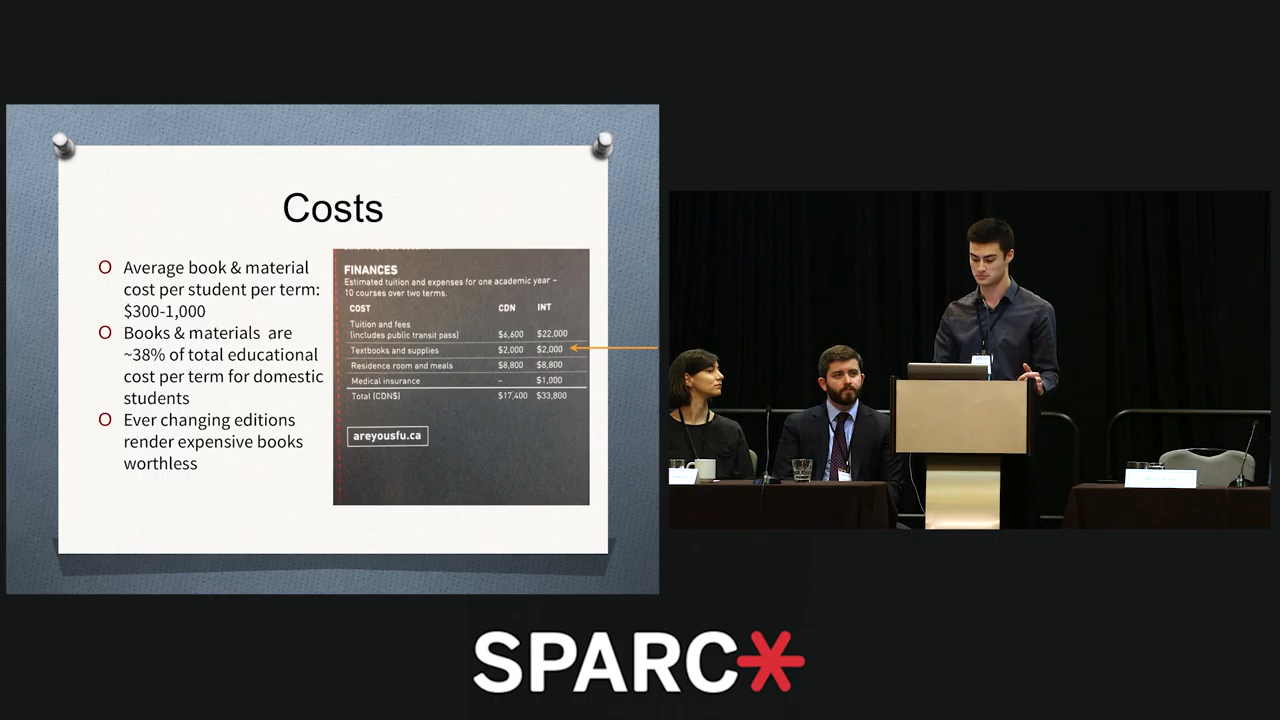 Costs
O Average book & material
cost per student per term:
$300-1,000
O Books & materials are
~38% of total educational
cost per term for domestic
students
O Ever changing editions
render expensive books
worthless
FINANCES
Estimated tuition and expenses for one academic year –
10 courses over two terms.
COST CDN INT
Tuition and fees
(includes public transit pass) $6,600 $22,000
Textbooks and supplies $2,000 $2,000
Residence room and meals $8,800 $8,800
Medical insurance – $1,000
Total (CDN$) $17,400 $33,800
areyousfu.ca
SPARC*